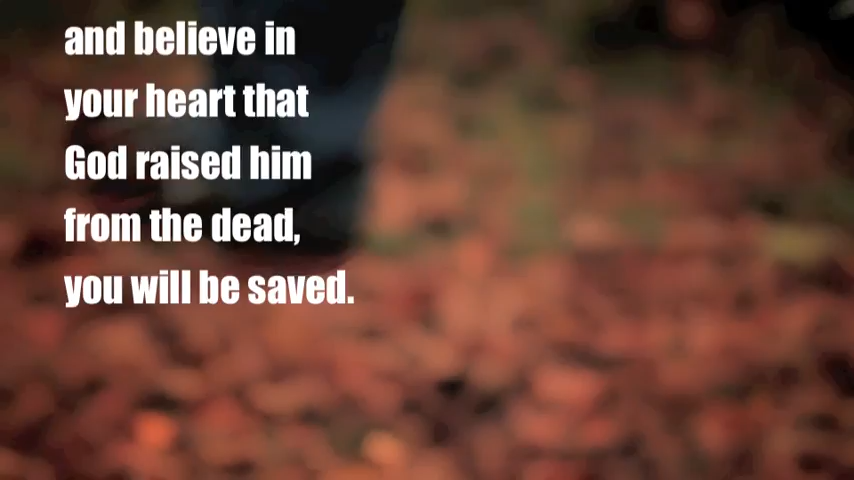 and believe in
your heart that
God raised him
from the dead,
you will be saved.